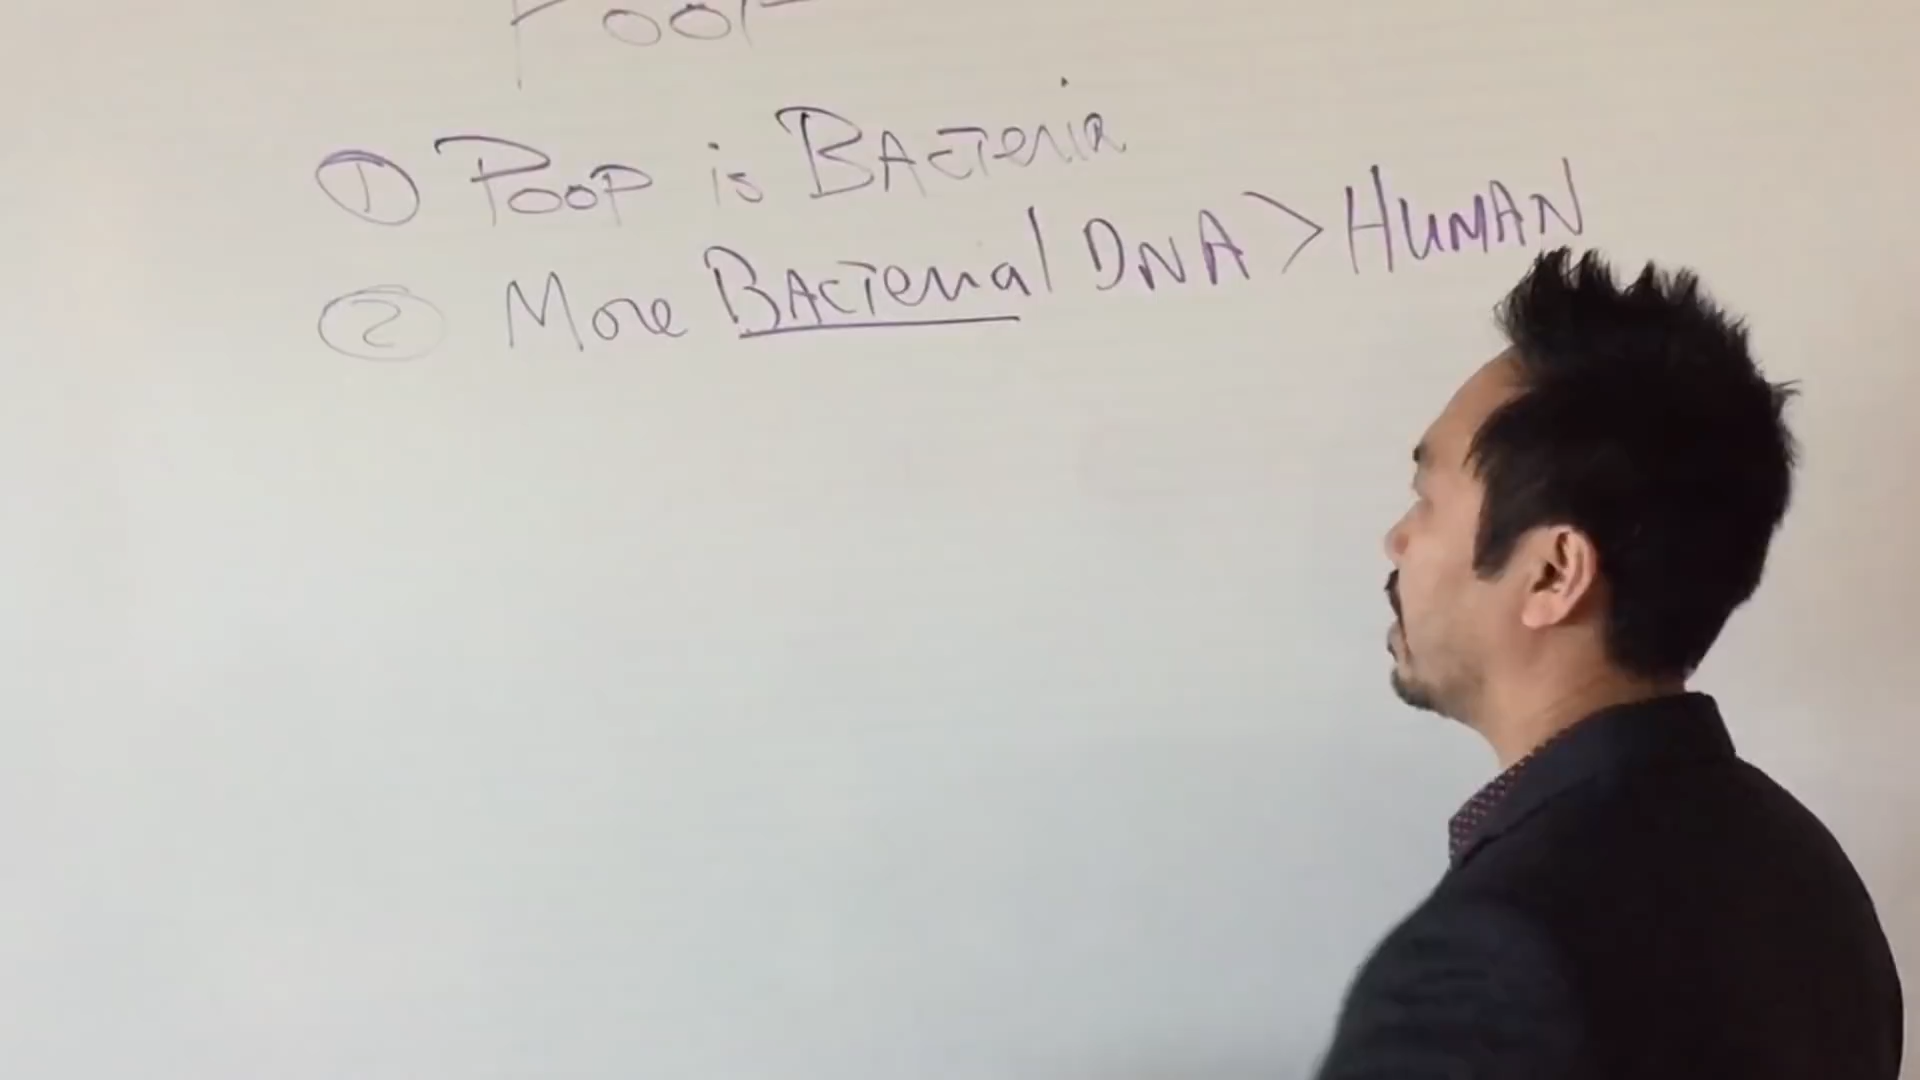 POOP
① POOP is BACTeria
② More BACTerial DNA > HUMAN